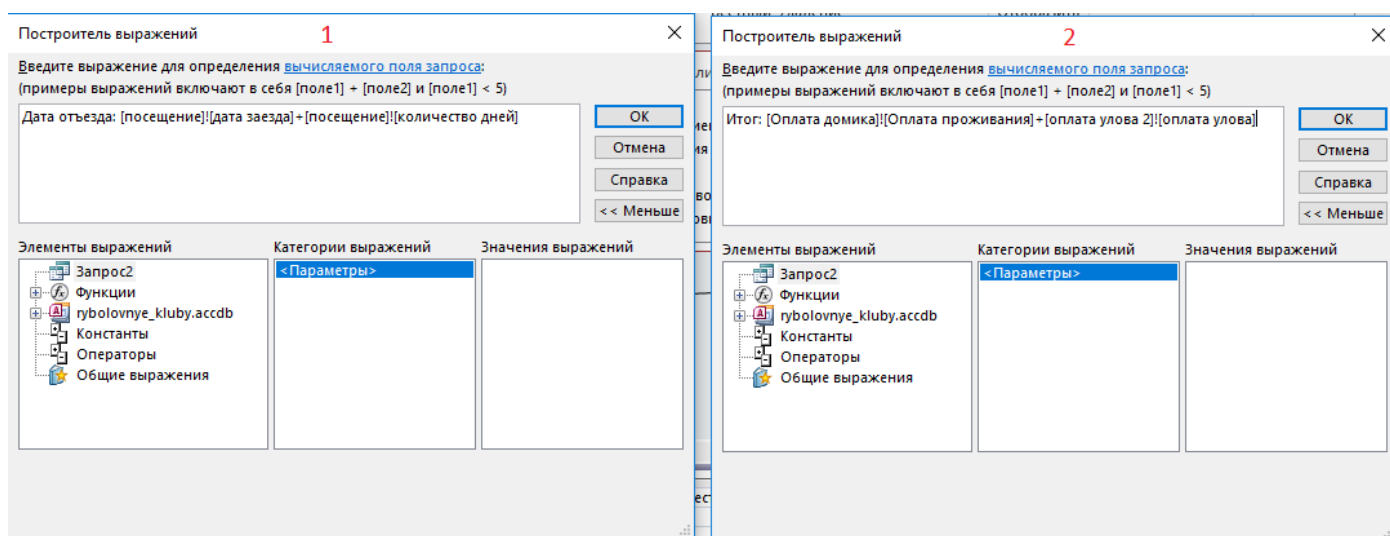 Построитель выражений
1
Введите выражение для определения вычисляемого поля запроса:
(примеры выражений включают в себя [поле1] + [поле2] и [поле1] < 5)
Дата отъезда: [посещение]![дата заезда]+[посещение]![количество дней]
ОК
Отмена
Справка
<< Меньше
Элементы выражений
Категории выражений
Значения выражений
Запрос2
Функции
rybolovnye_kluby.accdb
Константы
Операторы
Общие выражения
<Параметры>
Построитель выражений
2
Введите выражение для определения вычисляемого поля запроса:
(примеры выражений включают в себя [поле1] + [поле2] и [поле1] < 5)
Итог: [Оплата домика]![Оплата проживания]+[оплата улова 2]![оплата улова]
ОК
Отмена
Справка
<< Меньше
Элементы выражений
Категории выражений
Значения выражений
Запрос2
Функции
rybolovnye_kluby.accdb
Константы
Операторы
Общие выражения
<Параметры>